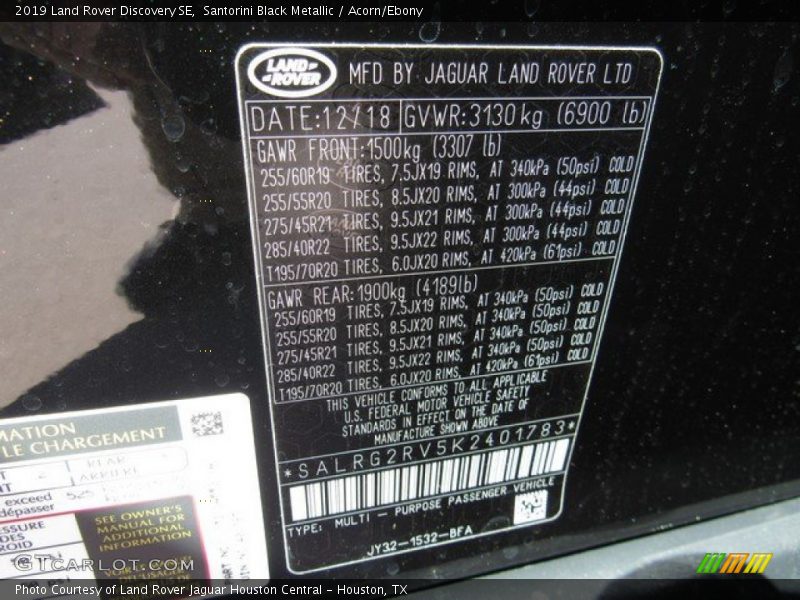 2019 Land Rover Discovery SE, Santorini Black Metallic / Acorn/Ebony
LAND ROVER
MFD BY JAGUAR LAND ROVER LTD
DATE:12/18 GVWR:3130 kg (6900 lb)
GAWR FRONT:1500kg (3307 lb)
255/60R19 TIRES, 7.5JX19 RIMS, AT 340kPa (50psi) COLD
255/55R20 TIRES, 8.5JX20 RIMS, AT 300kPa (44psi) COLD
275/45R21 TIRES, 9.5JX21 RIMS, AT 300kPa (44psi) COLD
285/40R22 TIRES, 9.5JX22 RIMS, AT 300kPa (44psi) COLD
T195/70R20 TIRES, 6.0JX20 RIMS, AT 420kPa (61psi) COLD
GAWR REAR:1900kg (4189lb)
255/60R19 TIRES, 7.5JX19 RIMS, AT 340kPa (50psi) COLD
255/55R20 TIRES, 8.5JX20 RIMS, AT 340kPa (50psi) COLD
275/45R21 TIRES, 9.5JX21 RIMS, AT 340kPa (50psi) COLD
285/40R22 TIRES, 9.5JX22 RIMS, AT 340kPa (50psi) COLD
T195/70R20 TIRES, 6.0JX20 RIMS, AT 420kPa (61psi) COLD
THIS VEHICLE CONFORMS TO ALL APPLICABLE
U.S. FEDERAL MOTOR VEHICLE SAFETY
STANDARDS IN EFFECT ON THE DATE OF
MANUFACTURE SHOWN ABOVE
*SALRG2RV5K2401783*
TYPE: MULTI - PURPOSE PASSENGER VEHICLE
JY32-1532-BFA
MATION
LE CHARGEMENT
REAR
ARRIÈRE
exceed 525
dépasser
SEE OWNER'S
MANUAL FOR
ADDITIONAL
INFORMATION
GTCarLot.com
Photo Courtesy of Land Rover Jaguar Houston Central - Houston, TX